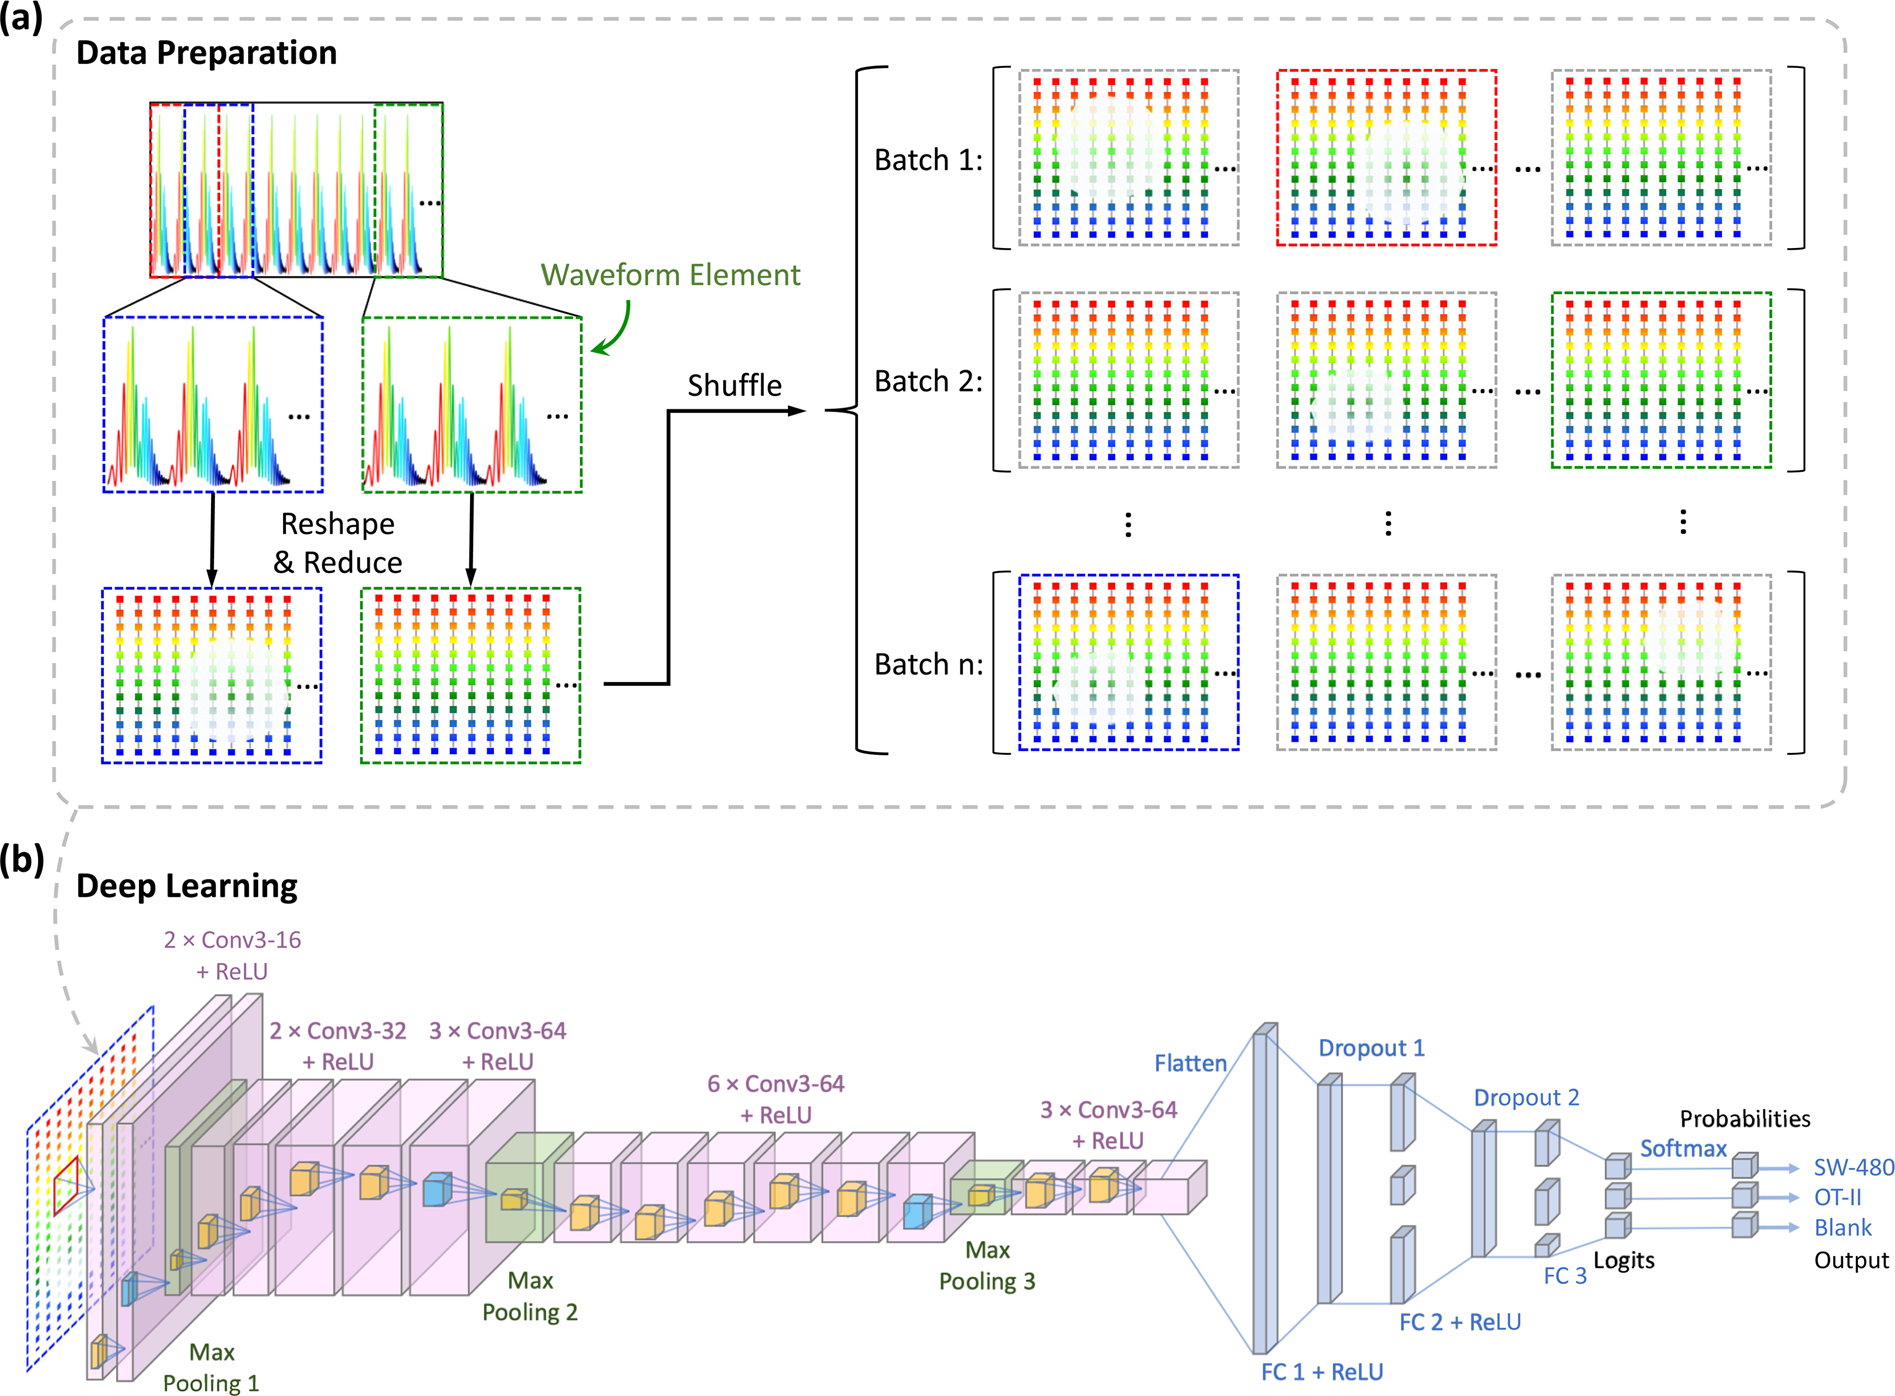 (a)
Data Preparation
Waveform Element
Reshape
& Reduce
Shuffle
Batch 1:
Batch 2:
Batch n:
(b)
Deep Learning
2 × Conv3-16
+ ReLU
2 × Conv3-32
+ ReLU
3 × Conv3-64
+ ReLU
6 × Conv3-64
+ ReLU
3 × Conv3-64
+ ReLU
Max
Pooling 1
Max
Pooling 2
Max
Pooling 3
Flatten
FC 1 + ReLU
Dropout 1
FC 2 + ReLU
Dropout 2
FC 3
Logits
Softmax
Probabilities
SW-480
OT-II
Blank
Output